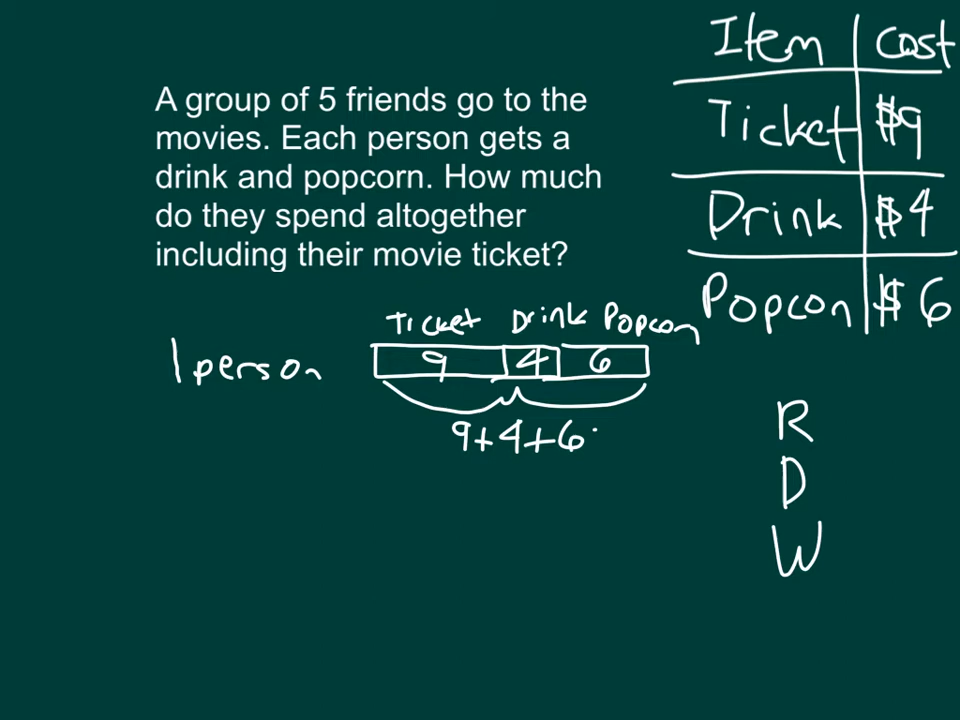 A group of 5 friends go to the
movies. Each person gets a
drink and popcorn. How much
do they spend altogether
including their movie ticket?
Item cost
Ticket $9
Drink $4
Popcon $6
Ticket Drink Popcon
1 person 9 4 6
9+4+6
R
D
W